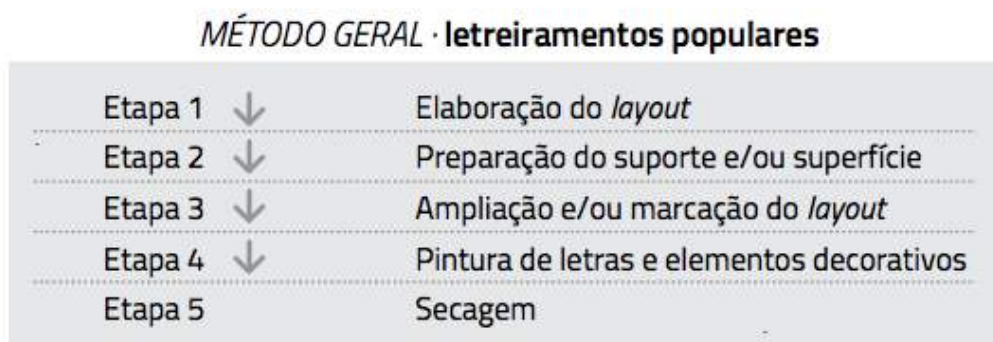 MÉTODO GERAL · letreiramentos populares
Etapa 1 ↓ Elaboração do layout
Etapa 2 ↓ Preparação do suporte e/ou superfície
Etapa 3 ↓ Ampliação e/ou marcação do layout
Etapa 4 ↓ Pintura de letras e elementos decorativos
Etapa 5 Secagem